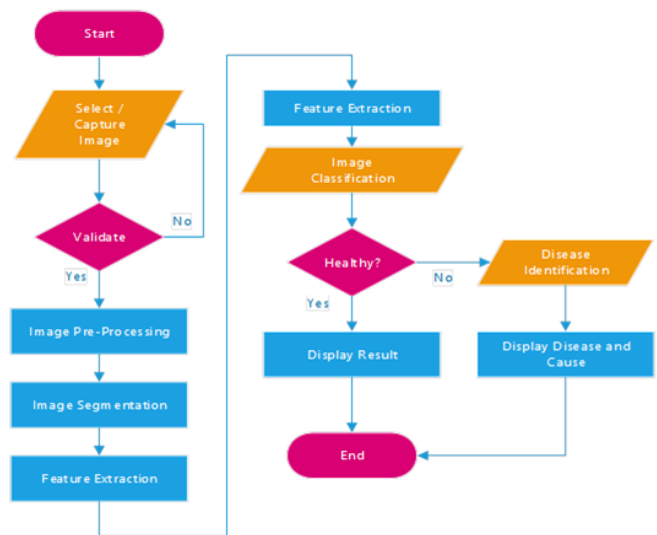 Start
Select /
Capture
Image
No
Validate
Yes
Image Pre-Processing
Image Segmentation
Feature Extraction
Feature Extraction
Image
Classification
Healthy?
No
Disease
Identification
Yes
Display Result
Display Disease and
Cause
End